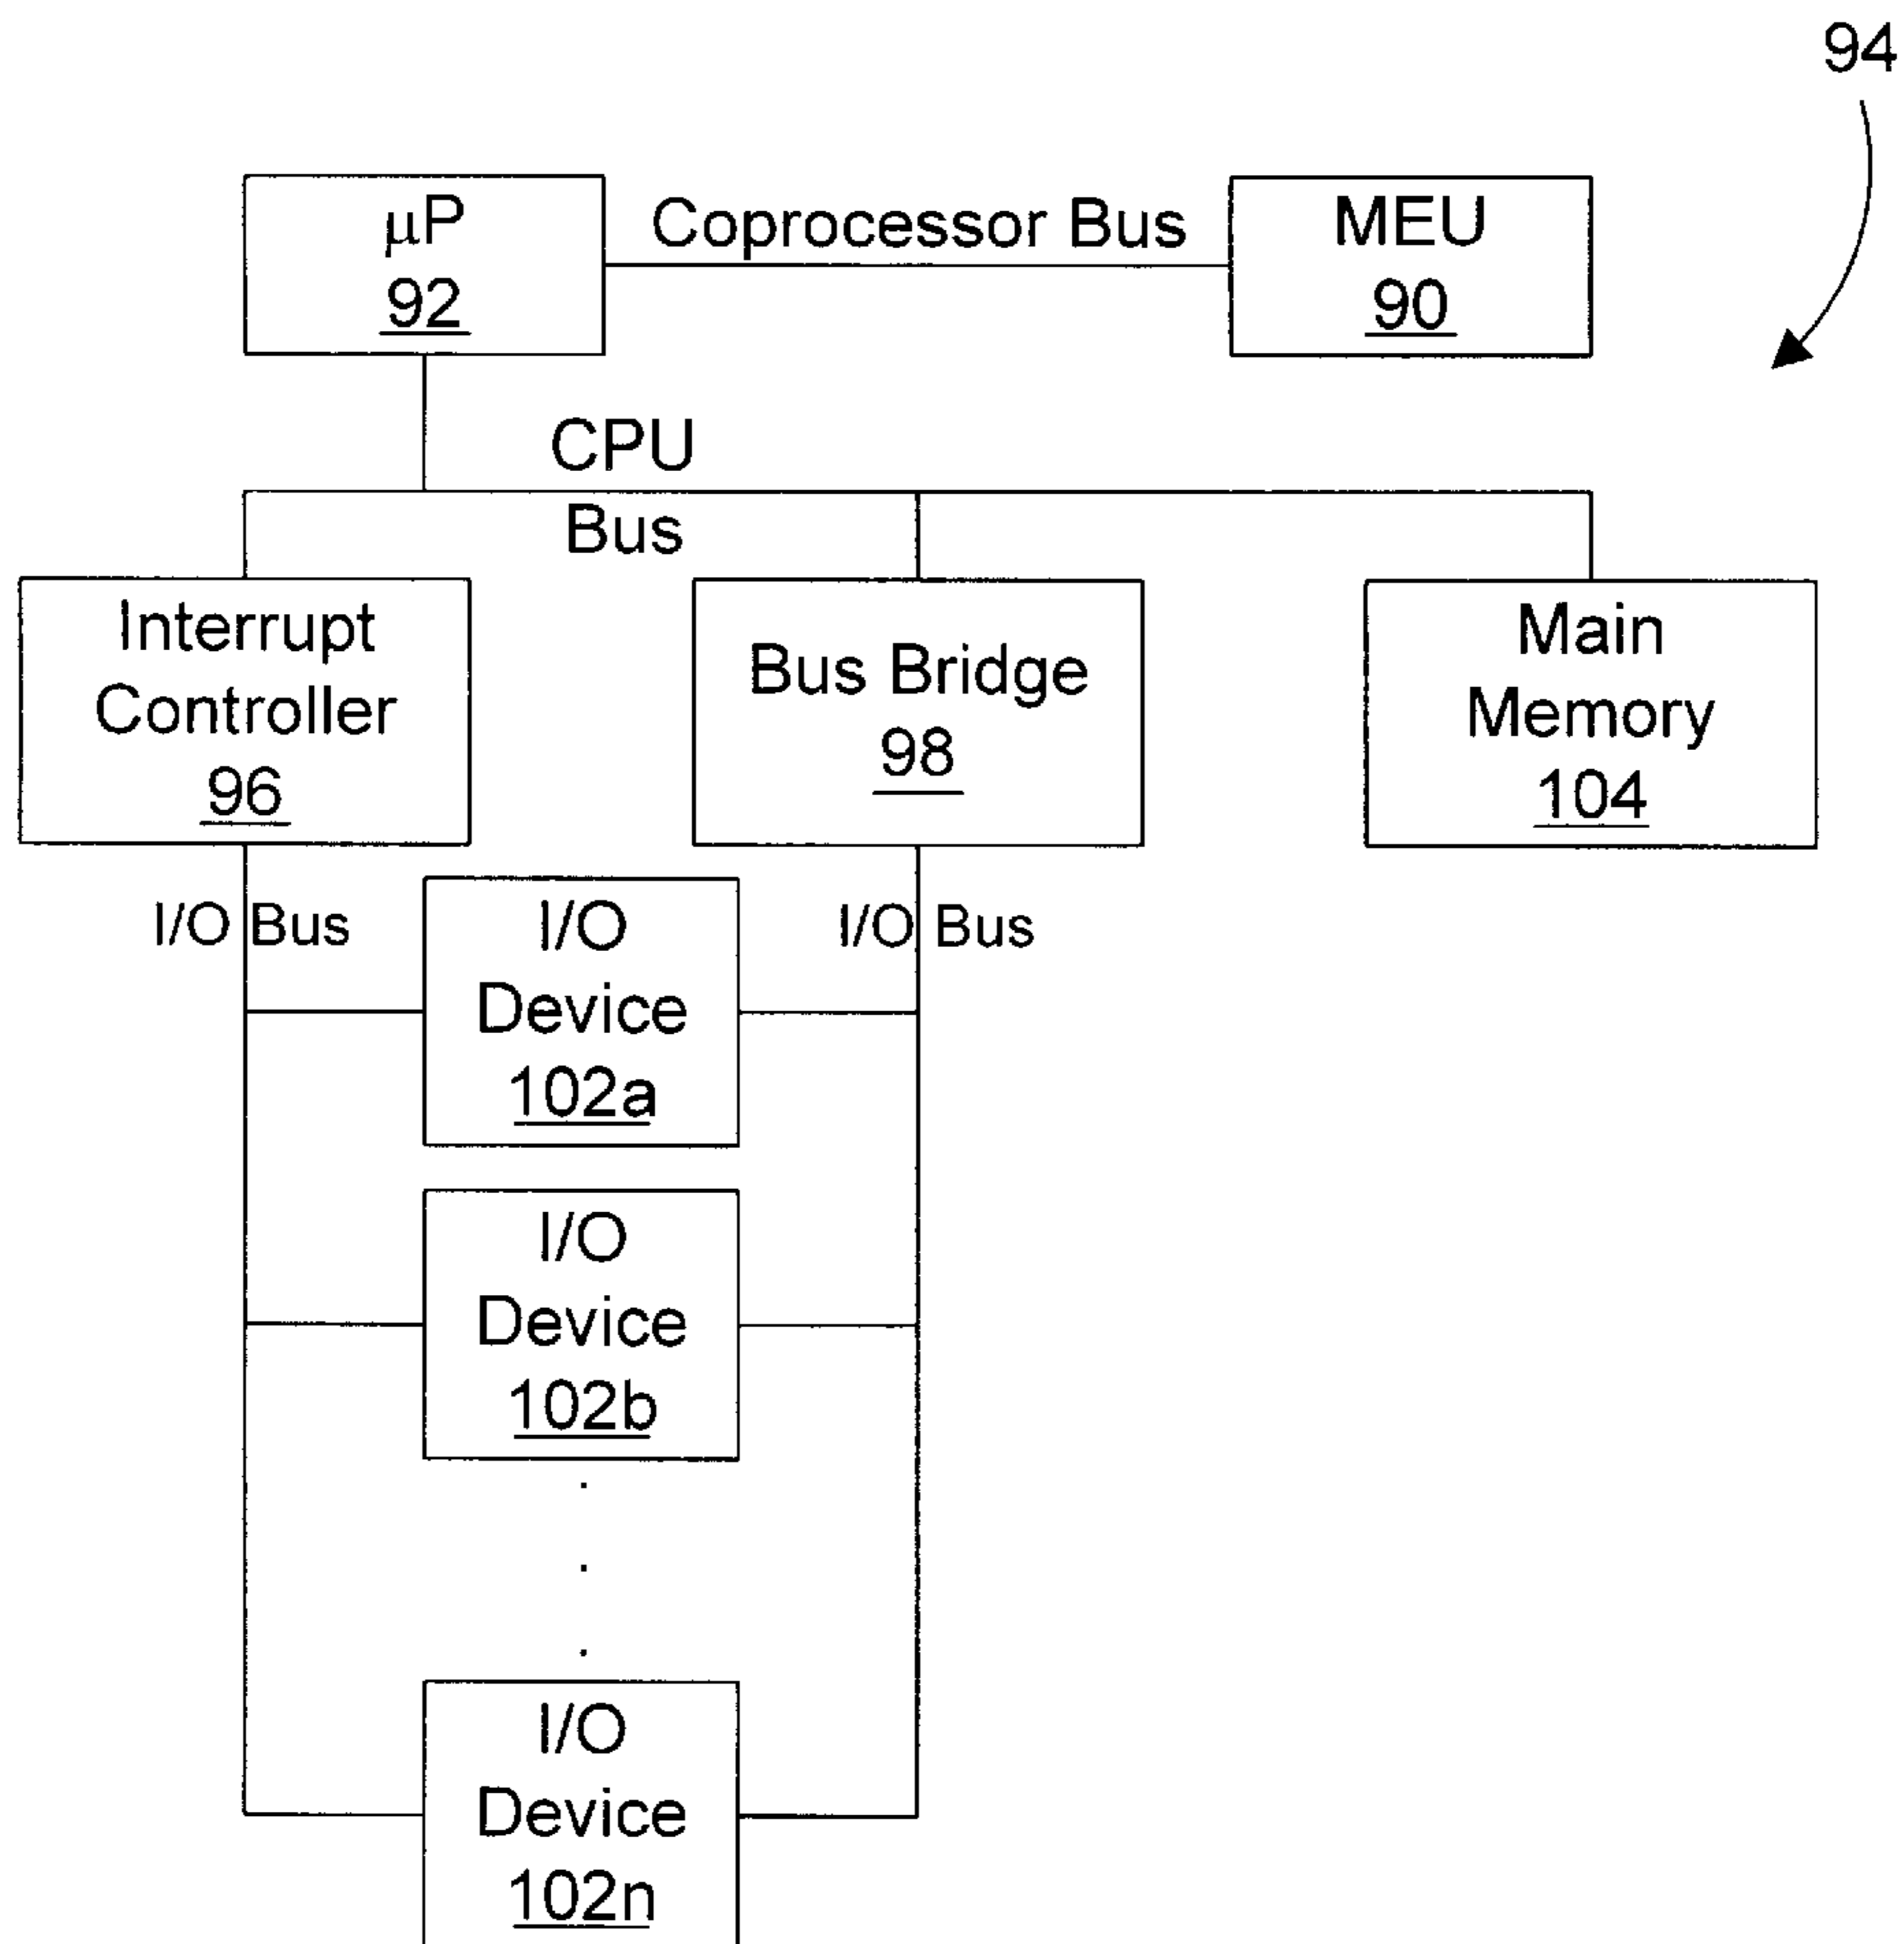 94
μP
92
Coprocessor Bus
MEU
90
CPU
Bus
Interrupt
Controller
96
Bus Bridge
98
Main
Memory
104
I/O Bus
I/O
Device
102a
I/O Bus
I/O
Device
102b
.
.
.
I/O
Device
102n